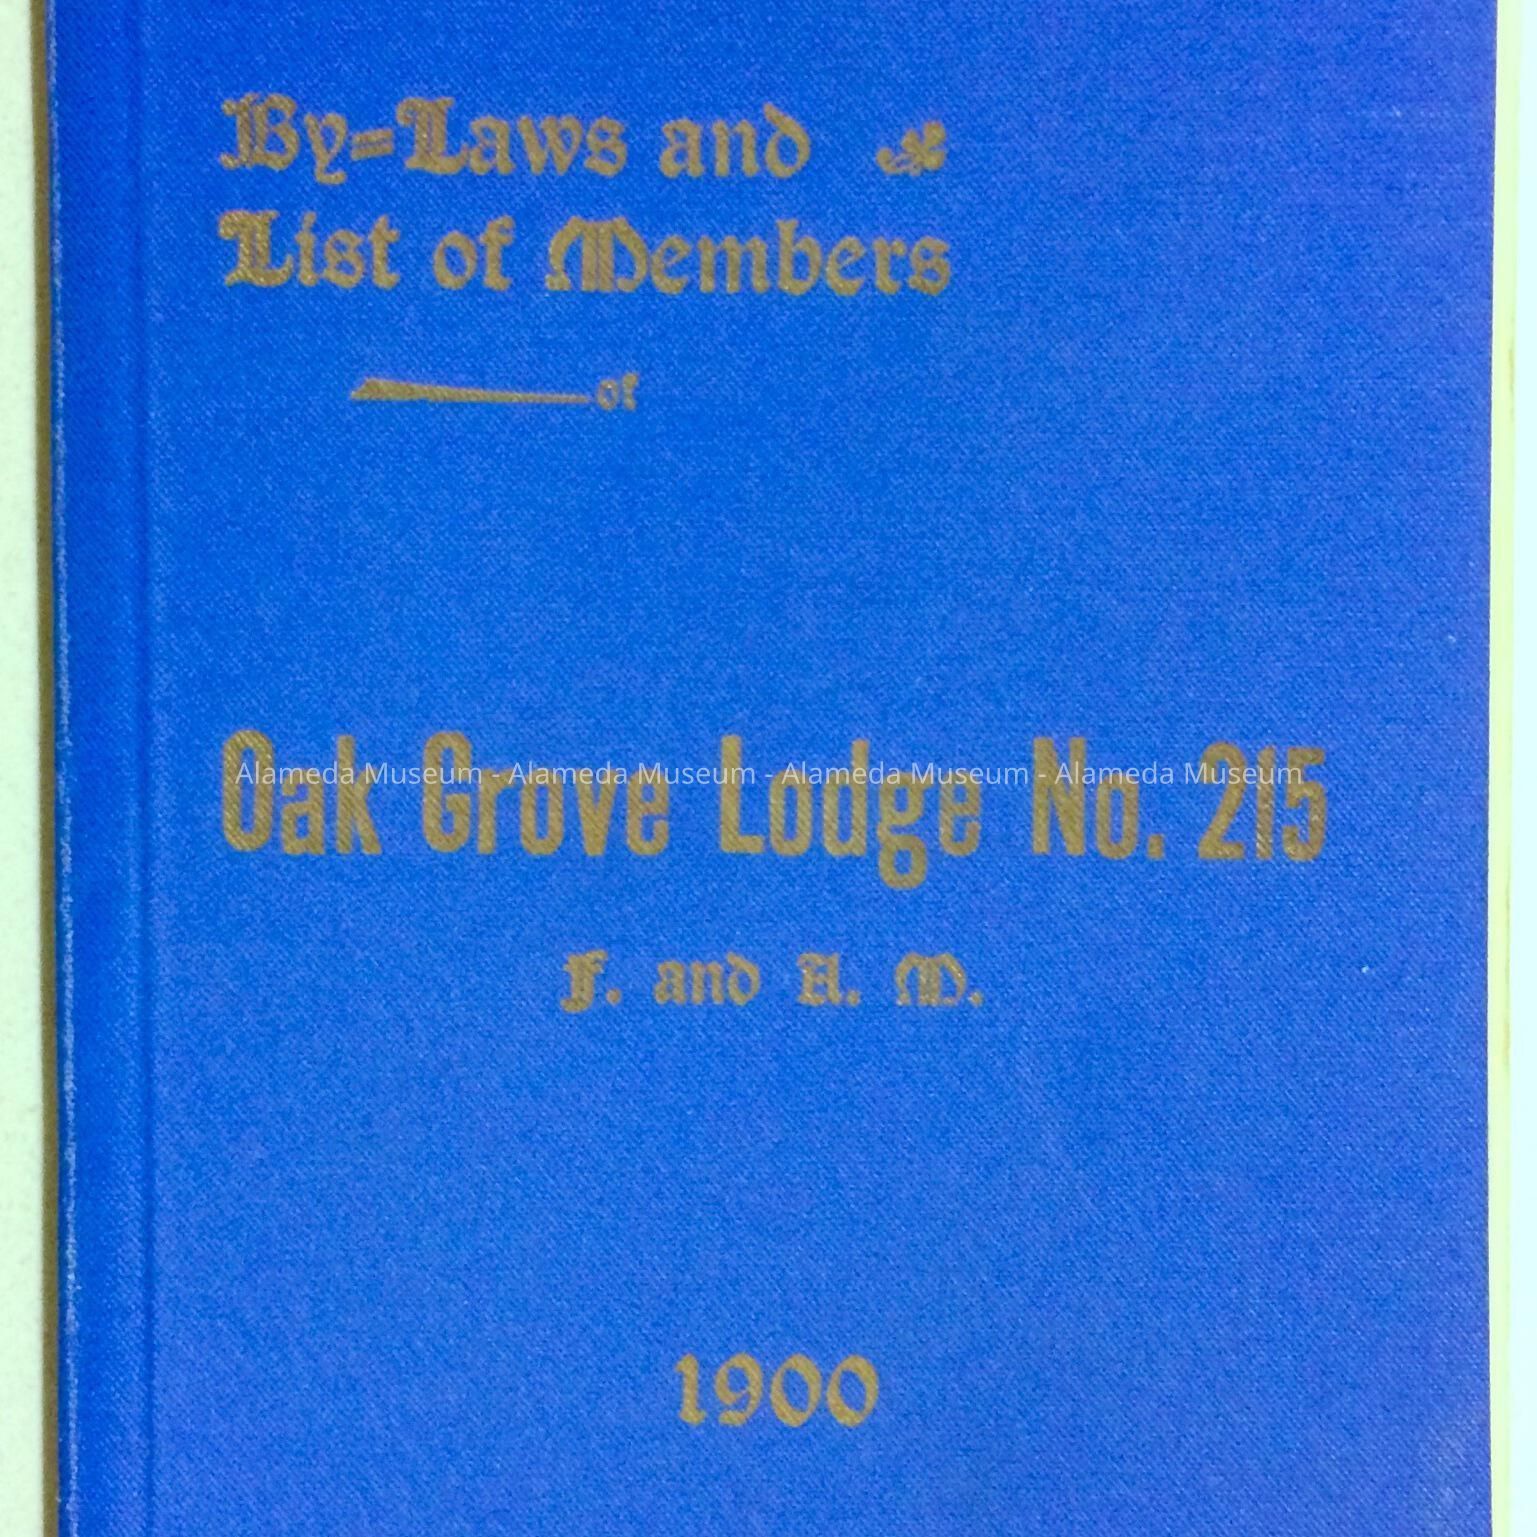 By=Laws and
List of Members
of
Alameda Museum - Alameda Museum - Alameda Museum - Alameda Museum
Oak Grove Lodge No. 215
F. and A. M.
1900